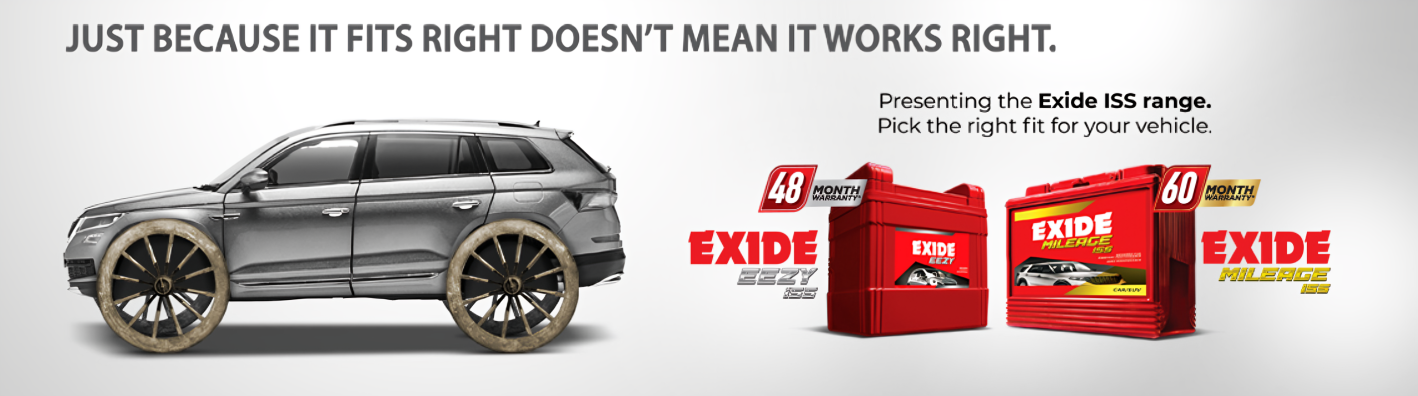 JUST BECAUSE IT FITS RIGHT DOESN'T MEAN IT WORKS RIGHT.
Presenting the Exide ISS range.
Pick the right fit for your vehicle.
48 MONTH
WARRANTY*
EXIDE
EEZY
ISS
EXIDE
EEZY
EXIDE
MILEAGE
ISS
CAR/SUV
60 MONTH
WARRANTY*
EXIDE
MILEAGE
ISS